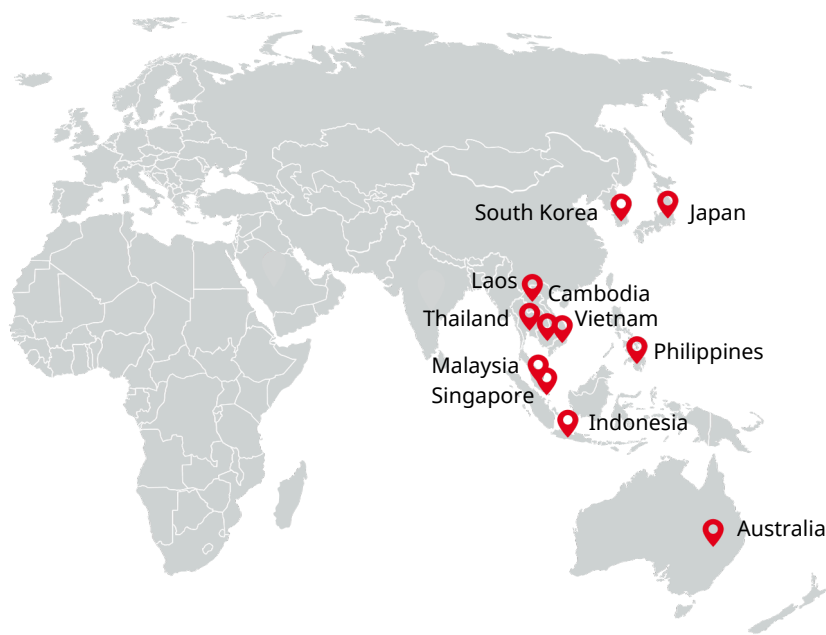 South Korea
Japan
Laos
Cambodia
Thailand
Vietnam
Philippines
Malaysia
Singapore
Indonesia
Australia